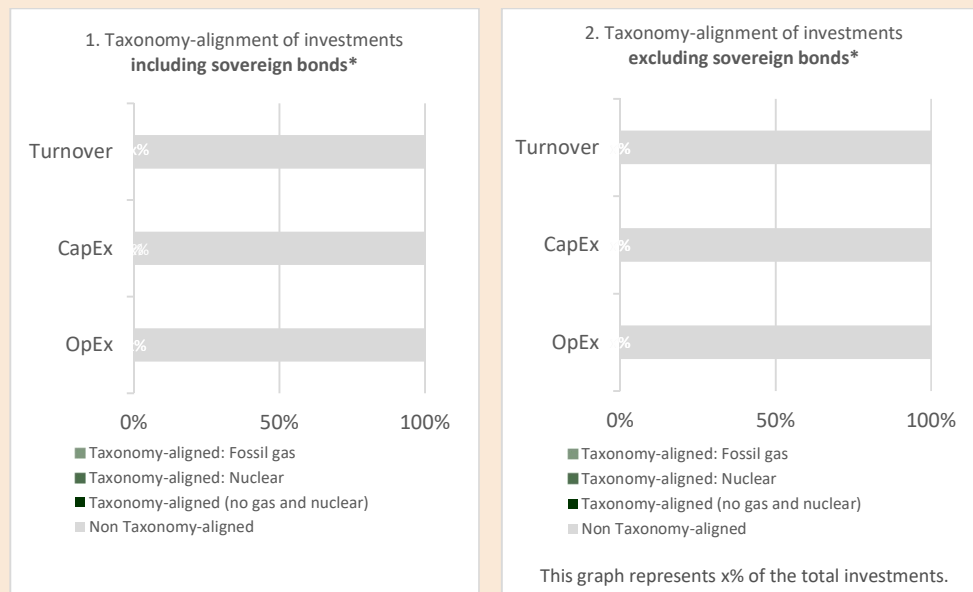 1. Taxonomy-alignment of investments
including sovereign bonds*
Turnover
x%
CapEx
%%
OpEx
%
0%
50%
100%
Taxonomy-aligned: Fossil gas
Taxonomy-aligned: Nuclear
Taxonomy-aligned (no gas and nuclear)
Non Taxonomy-aligned
2. Taxonomy-alignment of investments
excluding sovereign bonds*
Turnover
%
CapEx
%
OpEx
%
0%
50%
100%
Taxonomy-aligned: Fossil gas
Taxonomy-aligned: Nuclear
Taxonomy-aligned (no gas and nuclear)
Non Taxonomy-aligned
This graph represents x% of the total investments.